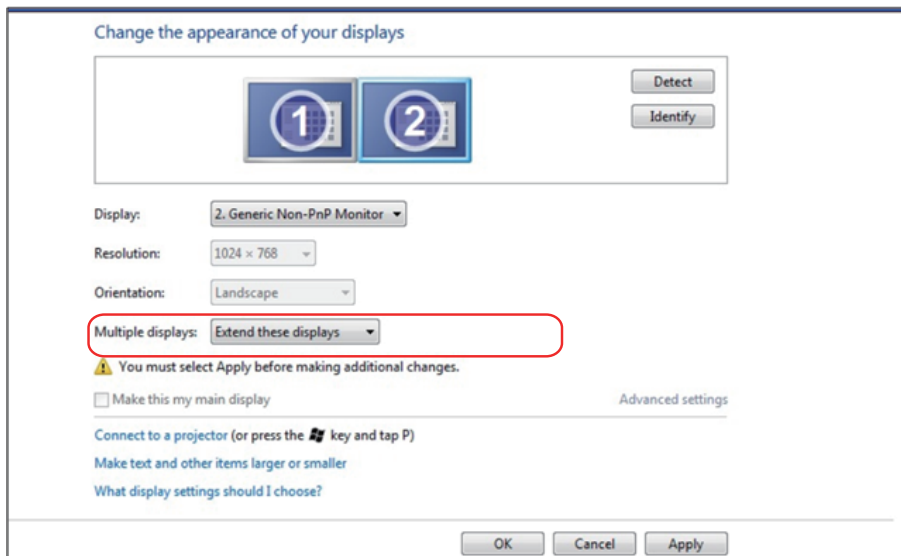 Change the appearance of your displays
1 2
Detect
Identify
Display: 2. Generic Non-PnP Monitor
Resolution: 1024 × 768
Orientation: Landscape
Multiple displays: Extend these displays
You must select Apply before making additional changes.
Make this my main display Advanced settings
Connect to a projector (or press the key and tap P)
Make text and other items larger or smaller
What display settings should I choose?
OK Cancel Apply